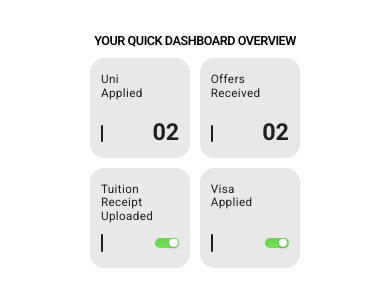 YOUR QUICK DASHBOARD OVERVIEW
Uni
Applied
02
Offers
Received
02
Tuition
Receipt
Uploaded
Visa
Applied